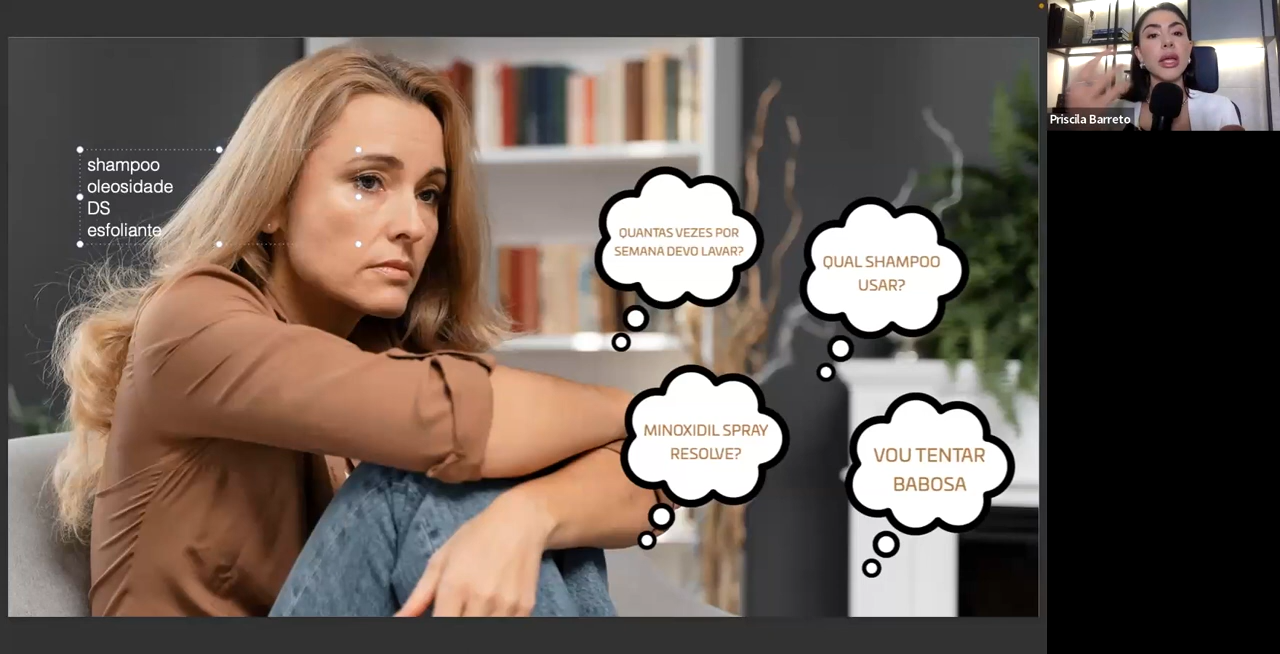 shampoo
oleosidade
DS
esfoliante
QUANTAS VEZES POR
SEMANA DEVO LAVAR?
QUAL SHAMPOO
USAR?
MINOXIDIL SPRAY
RESOLVE?
VOU TENTAR
BABOSA
Priscila Barreto